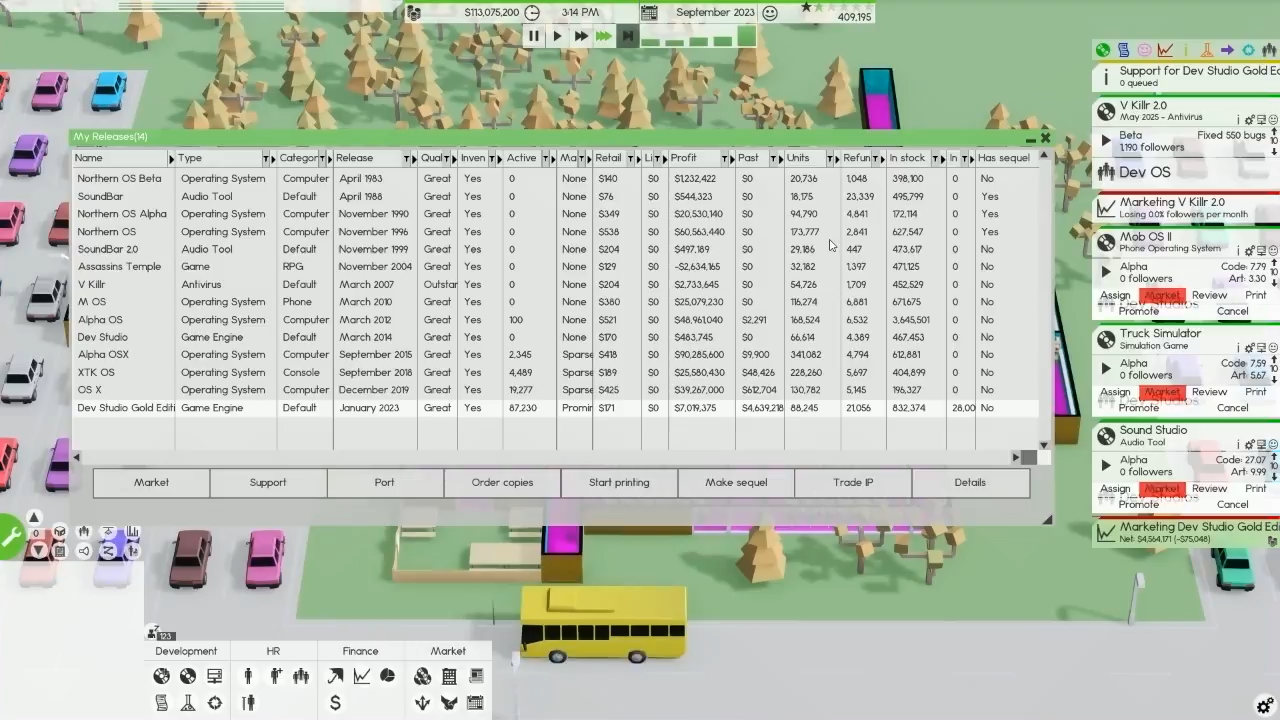 $113,075,200 3:14 PM September 2023 409,195
My Releases(14)
Name Type Categor Release Qual Inven Active Ma Retail Li Profit Past Units Refun In stock In Has sequel
Northern OS Beta Operating System Computer April 1983 Great Yes 0 None $140 $0 $1,232,422 $0 20,736 1,048 398,100 0 No
SoundBar Audio Tool Default April 1988 Great Yes 0 None $76 $0 $544,323 $0 18,175 23,339 495,799 0 Yes
Northern OS Alpha Operating System Computer November 1990 Great Yes 0 None $349 $0 $20,530,140 $0 94,790 4,841 172,114 0 Yes
Northern OS Operating System Computer November 1996 Great Yes 0 None $538 $0 $60,563,440 $0 173,777 2,841 627,547 0 Yes
SoundBar 2.0 Audio Tool Default November 1999 Great Yes 0 None $204 $0 $497,189 $0 29,186 447 473,617 0 No
Assassins Temple Game RPG November 2004 Great Yes 0 None $129 $0 -$2,634,165 $0 32,182 1,397 471,125 0 No
V Killr Antivirus Default March 2007 Outstar Yes 0 None $204 $0 $2,733,645 $0 54,726 1,709 452,529 0 No
M OS Operating System Phone March 2010 Great Yes 0 None $380 $0 $25,079,230 $0 116,274 6,881 671,675 0 No
Alpha OS Operating System Computer March 2012 Great Yes 100 None $521 $0 $48,961,040 $2,291 168,524 6,532 3,645,501 0 No
Dev Studio Game Engine Default March 2014 Great Yes 0 None $170 $0 $483,745 $0 66,614 4,389 467,453 0 No
Alpha OSX Operating System Computer September 2015 Great Yes 2,345 Sparse $418 $0 $90,285,600 $9,900 341,082 4,794 612,881 0 No
XTK OS Operating System Console September 2018 Great Yes 4,489 Sparse $189 $0 $25,580,430 $48,426 228,260 5,697 404,899 0 No
OS X Operating System Computer December 2019 Great Yes 19,277 Sparse $425 $0 $39,267,000 $612,704 130,782 5,145 196,327 0 No
Dev Studio Gold Editi Game Engine Default January 2023 Great Yes 87,230 Promir $171 $0 $7,019,375 $4,639,218 88,245 21,056 832,374 28,00 No
Market Support Port Order copies Start printing Make sequel Trade IP Details
Support for Dev Studio Gold Ed
0 queued
V Killr 2.0
May 2025 - Antivirus
Beta Fixed 550 bugs
1,190 followers
Dev OS
Marketing V Killr 2.0
Losing 0.0% followers per month
Mob OS II
Phone Operating System
Alpha Code: 7.79
0 followers Art: 3.30
Assign Market Review Print
Promote Cancel
Truck Simulator
Simulation Game
Alpha Code: 7.59
0 followers Art: 5.67
Assign Market Review Print
Promote Cancel
Sound Studio
Audio Tool
Alpha Code: 27.07
0 followers Art: 9.99
Assign Market Review Print
Promote Cancel
Marketing Dev Studio Gold Edi
Net: $4,564,171 (-$75,048)
0
123
Development HR Finance Market